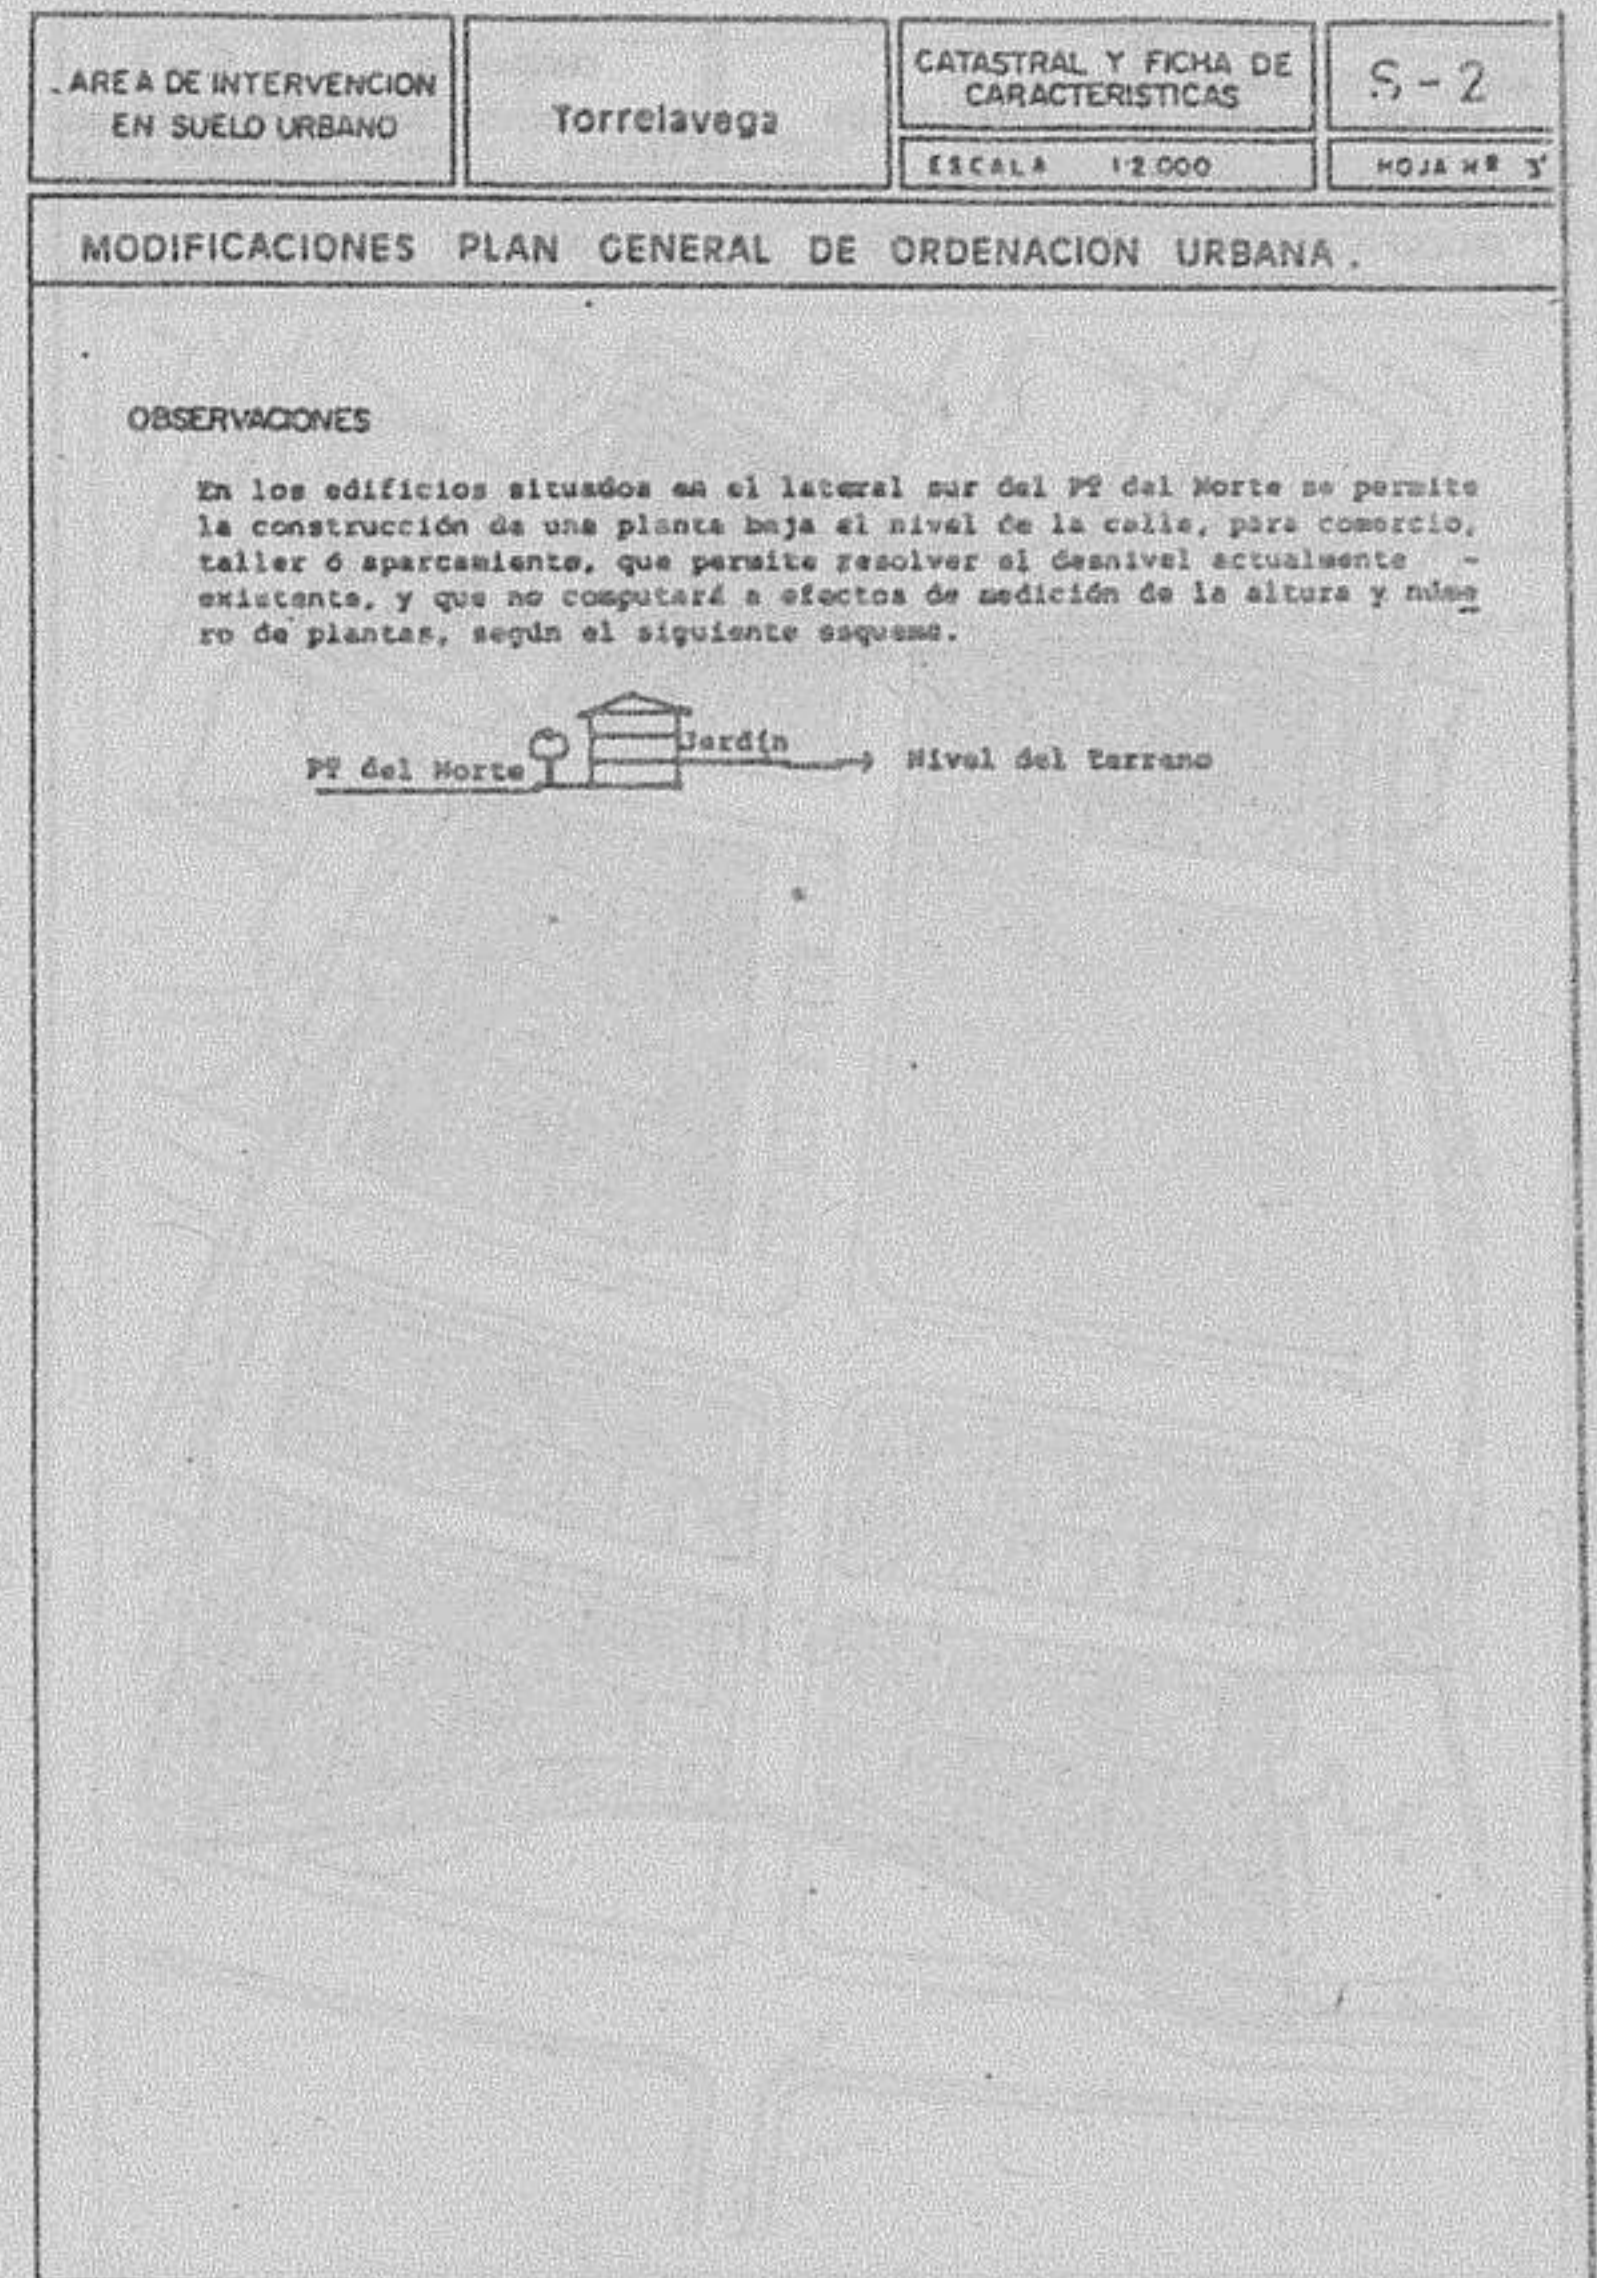 AREA DE INTERVENCION
EN SUELO URBANO
Torrelavega
CATASTRAL Y FICHA DE
CARACTERISTICAS
S-2
ESCALA 1:2.000
HOJA Nº 3'
MODIFICACIONES PLAN GENERAL DE ORDENACION URBANA.
OBSERVACIONES
En los edificios situados en el lateral sur del Pº del Norte se permite
la construcción de una planta baja al nivel de la calle, para comercio,
taller ó aparcamiento, que permite resolver el desnivel actualmente -
existente, y que no computará a efectos de medición de la altura y núme
ro de plantas, según el siguiente esquema.
Jardín
Pº del Norte
Nivel del terreno